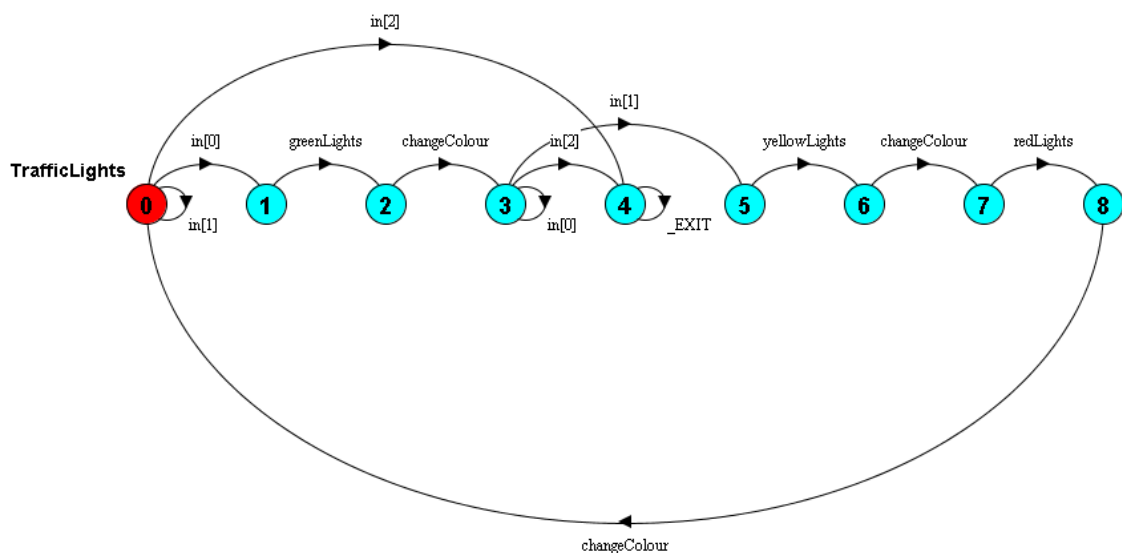 in[2]
in[1]
in[0]
greenLights
changeColour
in[2]
yellowLights
changeColour
redLights
TrafficLights
0
1
2
3
4
5
6
7
8
in[1]
in[0]
_EXIT
changeColour